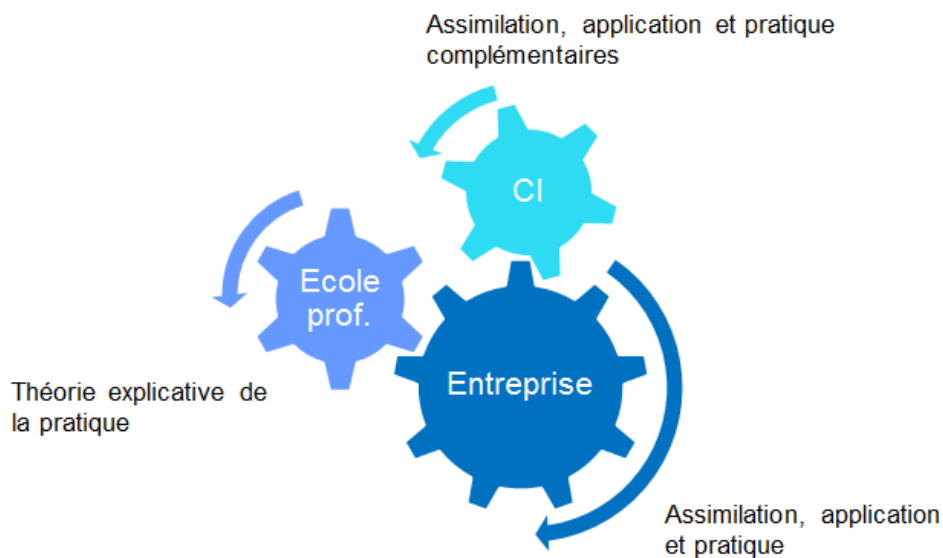 Assimilation, application et pratique
complémentaires
CI
Ecole
prof.
Entreprise
Théorie explicative de
la pratique
Assimilation, application
et pratique